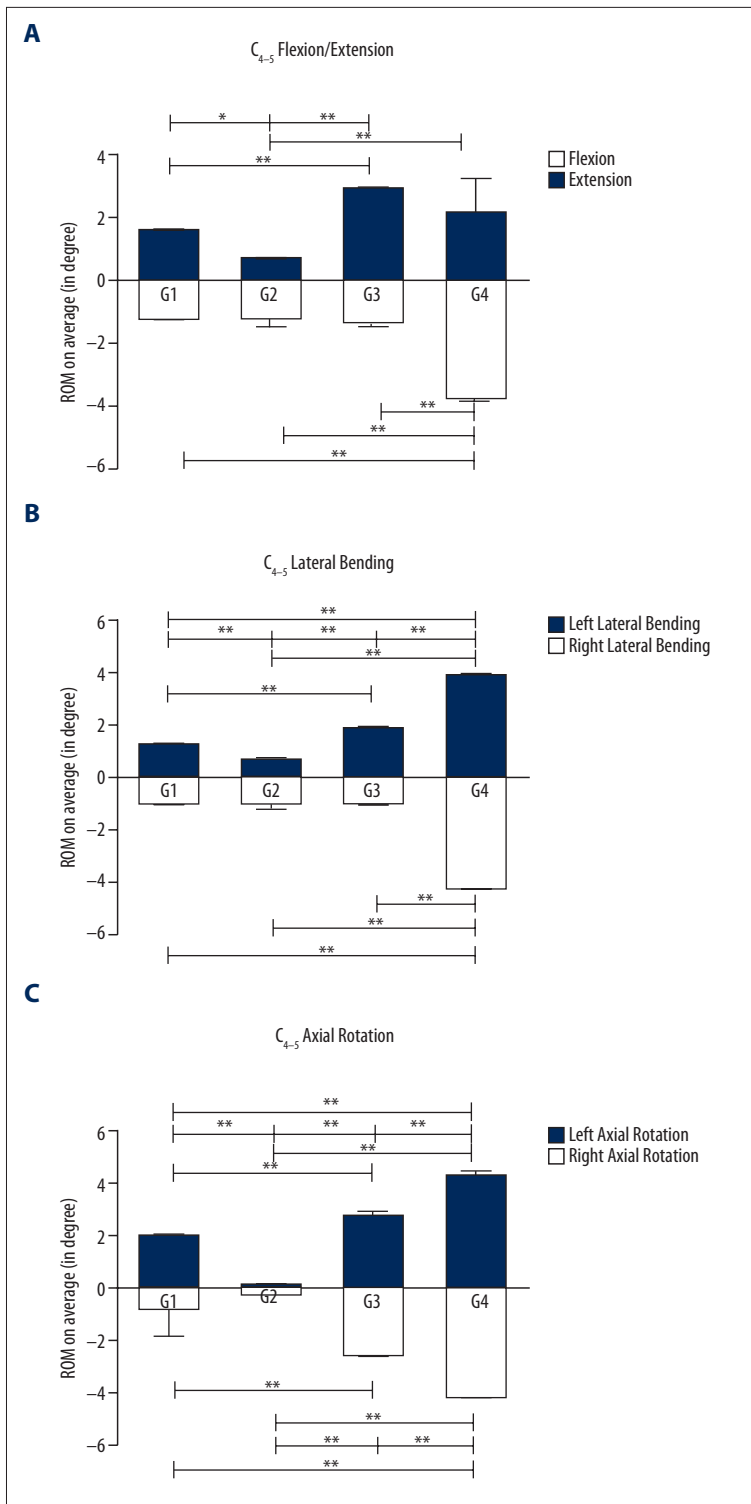 A
C4–5 Flexion/Extension
* **
**
**
Flexion
Extension
ROM on average (in degree)
4
2
0
−2
−4
−6
G1 G2 G3 G4
**
**
**
B
C4–5 Lateral Bending
**
** ** **
**
**
Left Lateral Bending
Right Lateral Bending
ROM on average (in degree)
6
4
2
0
−2
−4
−6
G1 G2 G3 G4
**
**
**
C
C4–5 Axial Rotation
**
** ** **
**
**
Left Axial Rotation
Right Axial Rotation
ROM on average (in degree)
6
4
2
0
−2
−4
−6
G1 G2 G3 G4
**
**
** **
**